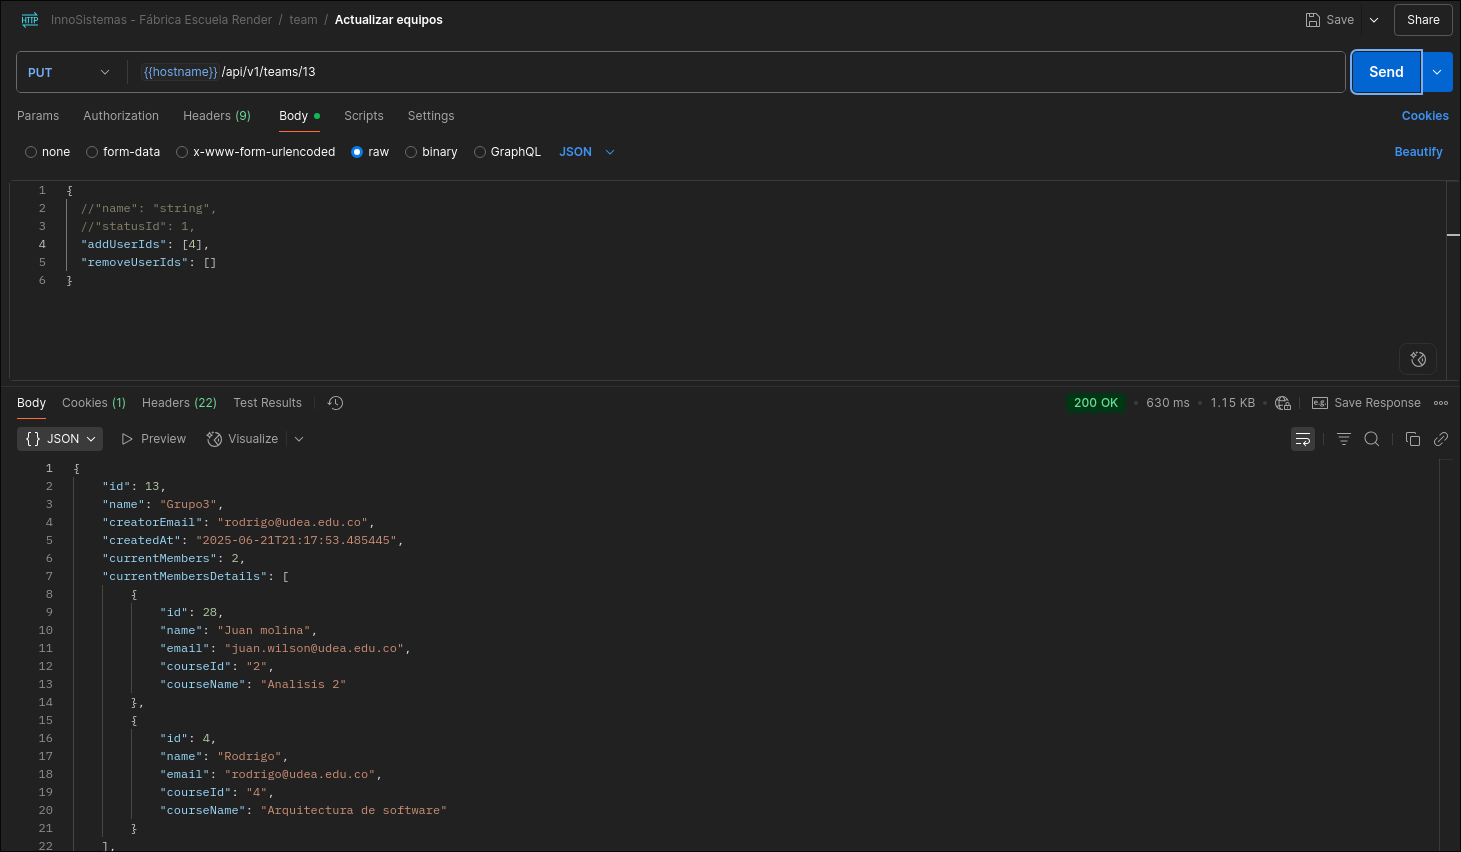 HTTP InnoSistemas - Fábrica Escuela Render / team / Actualizar equipos Save Share
PUT {{hostname}} /api/v1/teams/13 Send
Params Authorization Headers (9) Body Scripts Settings Cookies
none form-data x-www-form-urlencoded raw binary GraphQL JSON Beautify
1 {
2 //"name": "string",
3 //"statusId": 1,
4 "addUserIds": [4],
5 "removeUserIds": []
6 }
Body Cookies (1) Headers (22) Test Results 200 OK • 630 ms • 1.15 KB • e.g. Save Response
{} JSON Preview Visualize
1 {
2 "id": 13,
3 "name": "Grupo3",
4 "creatorEmail": "rodrigo@udea.edu.co",
5 "createdAt": "2025-06-21T21:17:53.485445",
6 "currentMembers": 2,
7 "currentMembersDetails": [
8 {
9 "id": 28,
10 "name": "Juan molina",
11 "email": "juan.wilson@udea.edu.co",
12 "courseId": "2",
13 "courseName": "Analisis 2"
14 },
15 {
16 "id": 4,
17 "name": "Rodrigo",
18 "email": "rodrigo@udea.edu.co",
19 "courseId": "4",
20 "courseName": "Arquitectura de software"
21 }
22 ],